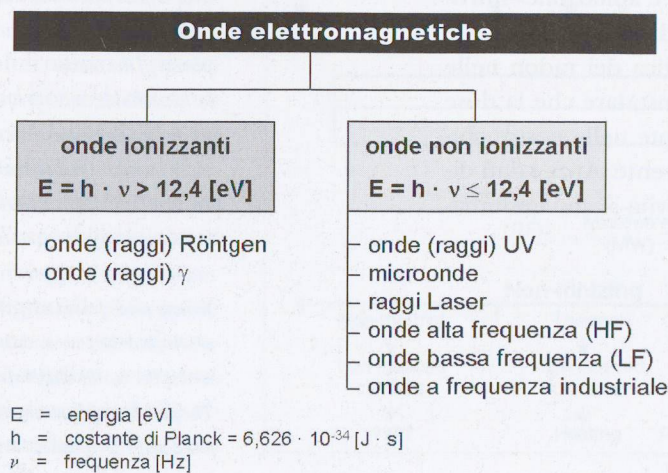 Onde elettromagnetiche
onde ionizzanti
E = h · ν > 12,4 [eV]
onde (raggi) Röntgen
onde (raggi) γ
onde non ionizzanti
E = h · ν ≤ 12,4 [eV]
onde (raggi) UV
microonde
raggi Laser
onde alta frequenza (HF)
onde bassa frequenza (LF)
onde a frequenza industriale
E = energia [eV]
h = costante di Planck = 6,626 · 10⁻³⁴ [J · s]
ν = frequenza [Hz]